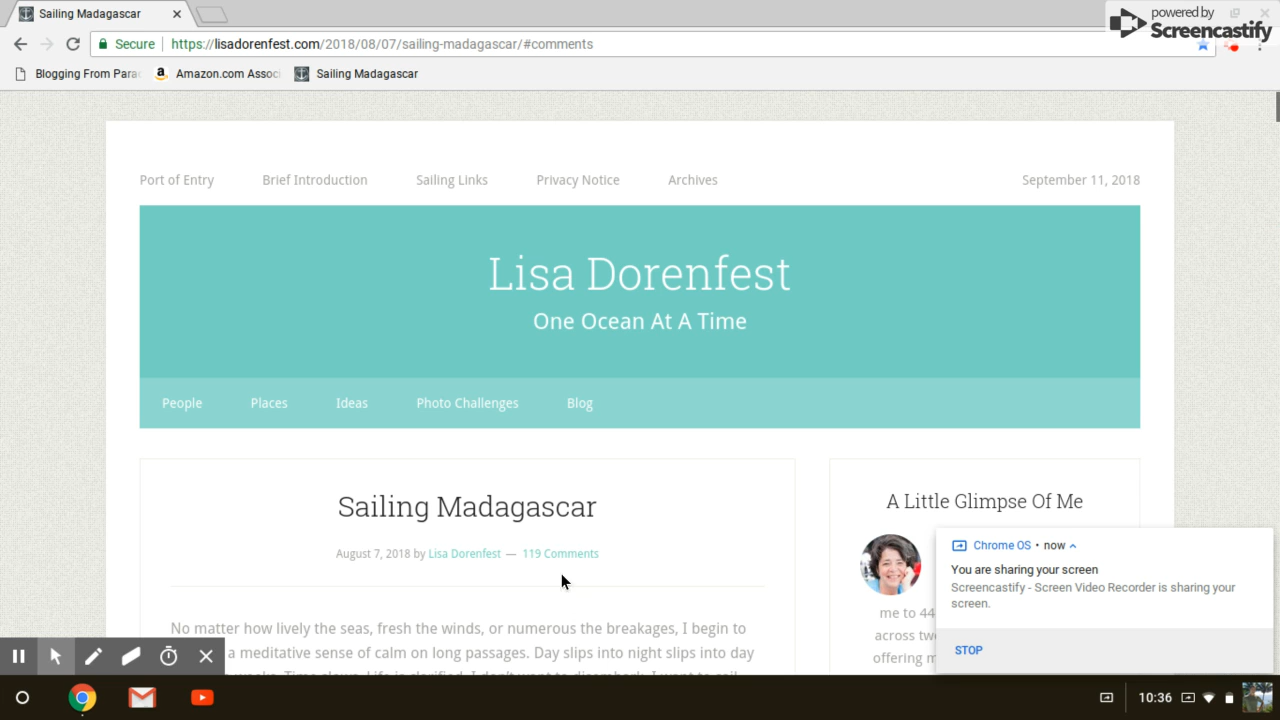 Sailing Madagascar
powered by
Screencastify
Secure
https://lisadorenfest.com/2018/08/07/sailing-madagascar/#comments
Blogging From Para
Amazon.com Assoc
Sailing Madagascar
Port of Entry
Brief Introduction
Sailing Links
Privacy Notice
Archives
September 11, 2018
Lisa Dorenfest
One Ocean At A Time
People
Places
Ideas
Photo Challenges
Blog
Sailing Madagascar
August 7, 2018 by Lisa Dorenfest — 119 Comments
No matter how lively the seas, fresh the winds, or numerous the breakages, I begin to
a meditative sense of calm on long passages. Day slips into night slips into day
A Little Glimpse Of Me
me to 44
across two
offering m
Chrome OS • now
You are sharing your screen
Screencastify - Screen Video Recorder is sharing your
screen.
STOP
10:36